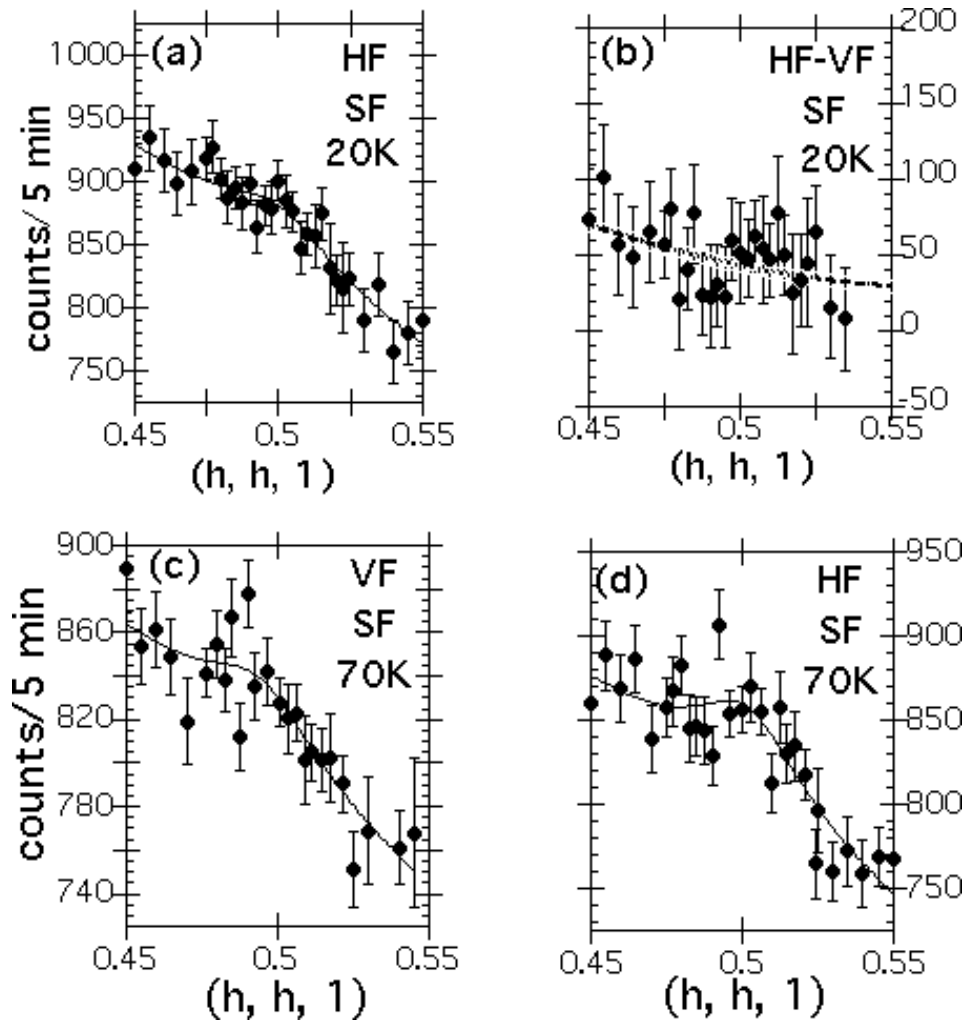 (a)
HF
SF
20K
1000
950
900
850
800
750
counts/5 min
0.45
0.5
0.55
(h, h, 1)
(b)
HF-VF
SF
20K
200
150
100
50
0
-50
0.45
0.5
0.55
(h, h, 1)
(c)
VF
SF
70K
900
860
820
780
740
counts/5 min
0.45
0.5
0.55
(h, h, 1)
(d)
HF
SF
70K
950
900
850
800
750
0.45
0.5
0.55
(h, h, 1)